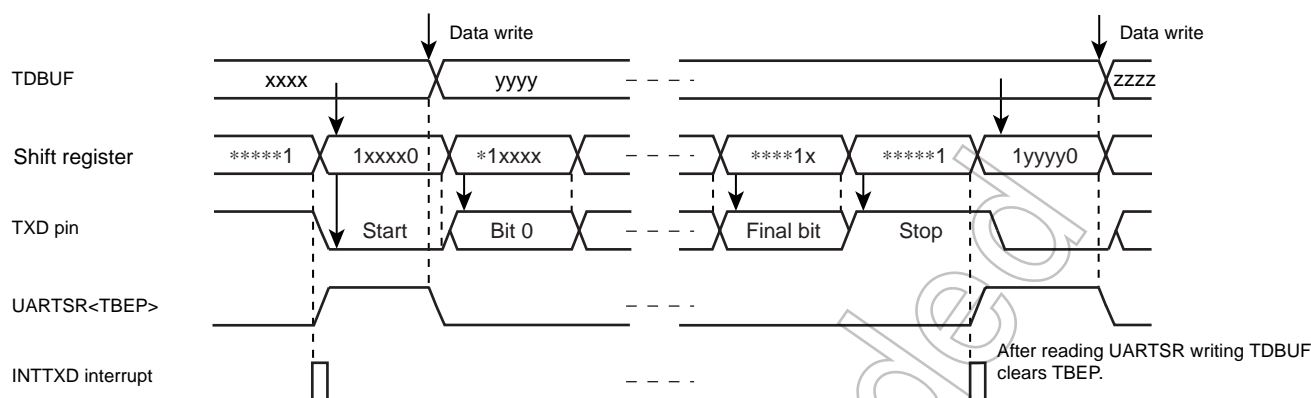 Data write Data write
TDBUF xxxx yyyy zzzz
Shift register *****1 1xxxx0 *1xxxx ****1x *****1 1yyyy0
TXD pin Start Bit 0 Final bit Stop
UARTSR<TBEP>
After reading UARTSR writing TDBUF
INTTXD interrupt clears TBEP.